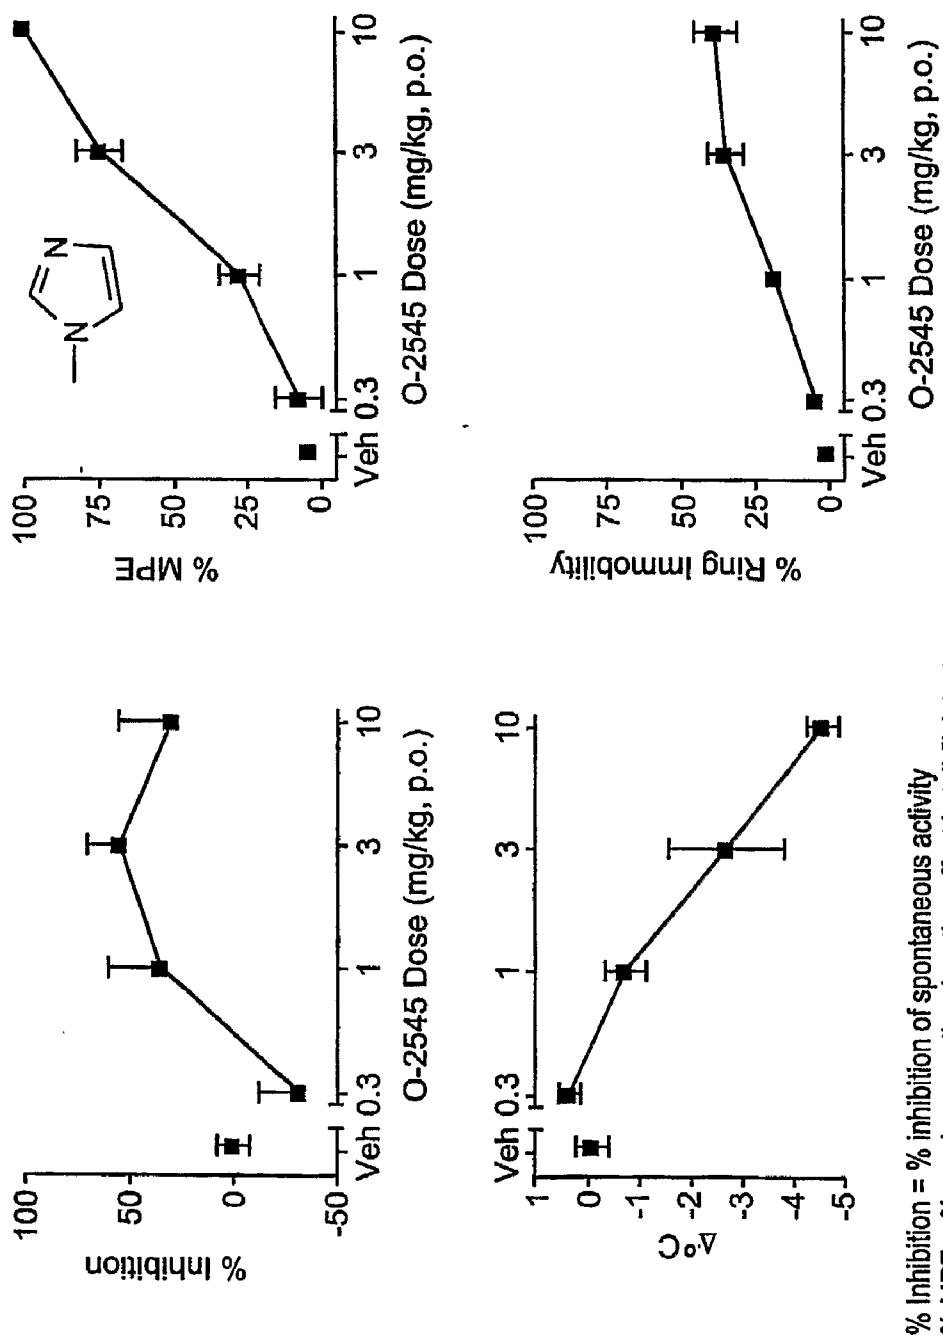 % Inhibition
100
50
0
-50
Veh 0.3 1 3 10
O-2545 Dose (mg/kg, p.o.)
% MPE
100
75
50
25
0
Veh 0.3 1 3 10
O-2545 Dose (mg/kg, p.o.)
N
N
Δ°C
1
0
-1
-2
-3
-4
-5
Veh 0.3 1 3 10
% Ring Immobility
100
75
50
25
0
Veh 0.3 1 3 10
O-2545 Dose (mg/kg, p.o.)
% Inhibition = % inhibition of spontaneous activity